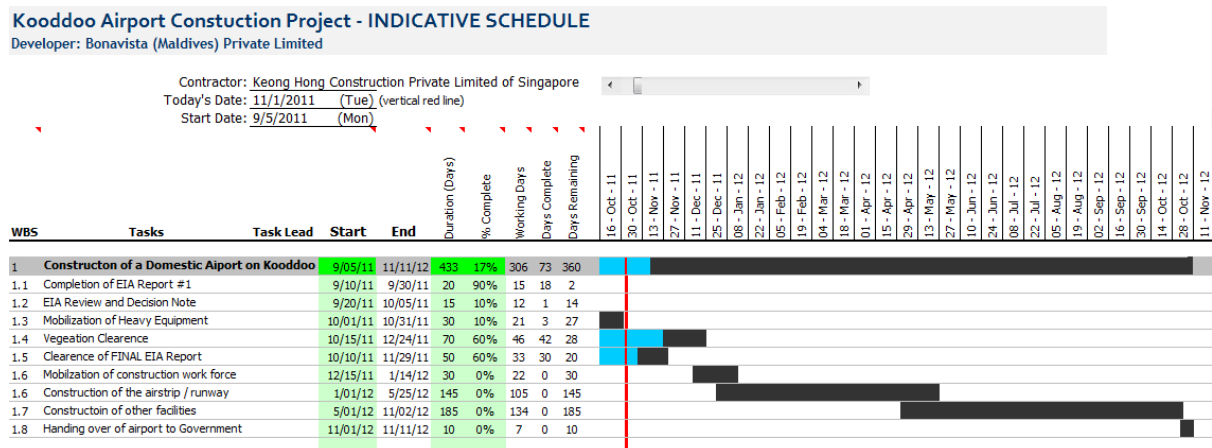 Kooddoo Airport Constuction Project - INDICATIVE SCHEDULE
Developer: Bonavista (Maldives) Private Limited
Contractor: Keong Hong Construction Private Limited of Singapore
Today's Date: 11/1/2011 (Tue) (vertical red line)
Start Date: 9/5/2011 (Mon)
WBS Tasks Task Lead Start End Duration (Days) % Complete Working Days Days Complete Days Remaining 16 - Oct - 11 30 - Oct - 11 13 - Nov - 11 27 - Nov - 11 11 - Dec - 11 25 - Dec - 11 08 - Jan - 12 22 - Jan - 12 05 - Feb - 12 19 - Feb - 12 04 - Mar - 12 18 - Mar - 12 01 - Apr - 12 15 - Apr - 12 29 - Apr - 12 13 - May - 12 27 - May - 12 10 - Jun - 12 24 - Jun - 12 08 - Jul - 12 22 - Jul - 12 05 - Aug - 12 19 - Aug - 12 02 - Sep - 12 16 - Sep - 12 30 - Sep - 12 14 - Oct - 12 28 - Oct - 12 11 - Nov - 12
1 Constructon of a Domestic Aiport on Kooddoo 9/05/11 11/11/12 433 17% 306 73 360
1.1 Completion of EIA Report #1 9/10/11 9/30/11 20 90% 15 18 2
1.2 EIA Review and Decision Note 9/20/11 10/05/11 15 10% 12 1 14
1.3 Mobilization of Heavy Equipment 10/01/11 10/31/11 30 10% 21 3 27
1.4 Vegeation Clearence 10/15/11 12/24/11 70 60% 46 42 28
1.5 Clearence of FINAL EIA Report 10/10/11 11/29/11 50 60% 33 30 20
1.6 Mobilzation of construction work force 12/15/11 1/14/12 30 0% 22 0 30
1.6 Construction of the airstrip / runway 1/01/12 5/25/12 145 0% 105 0 145
1.7 Constructoin of other facilities 5/01/12 11/02/12 185 0% 134 0 185
1.8 Handing over of airport to Government 11/01/12 11/11/12 10 0% 7 0 10